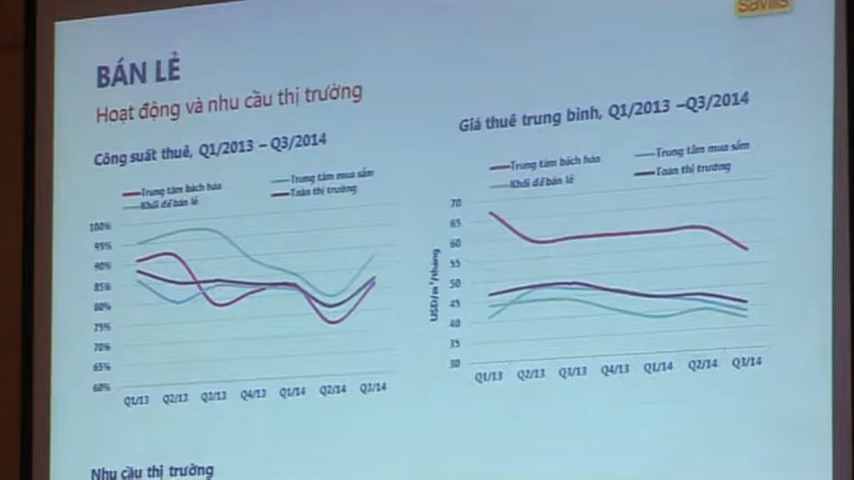 Savills
BÁN LẺ
Hoạt động và nhu cầu thị trường
Công suất thuê, Q1/2013 – Q3/2014
Trung tâm bách hóa
Trung tâm mua sắm
Khối đế bán lẻ
Toàn thị trường
100%
95%
90%
85%
80%
75%
70%
65%
60%
Q1/13 Q2/13 Q3/13 Q4/13 Q1/14 Q2/14 Q3/14
Giá thuê trung bình, Q1/2013 –Q3/2014
Trung tâm bách hóa
Trung tâm mua sắm
Khối đế bán lẻ
Toàn thị trường
USD/m²/tháng
70
65
60
55
50
45
40
35
30
Q1/13 Q2/13 Q3/13 Q4/13 Q1/14 Q2/14 Q3/14
Nhu cầu thị trường